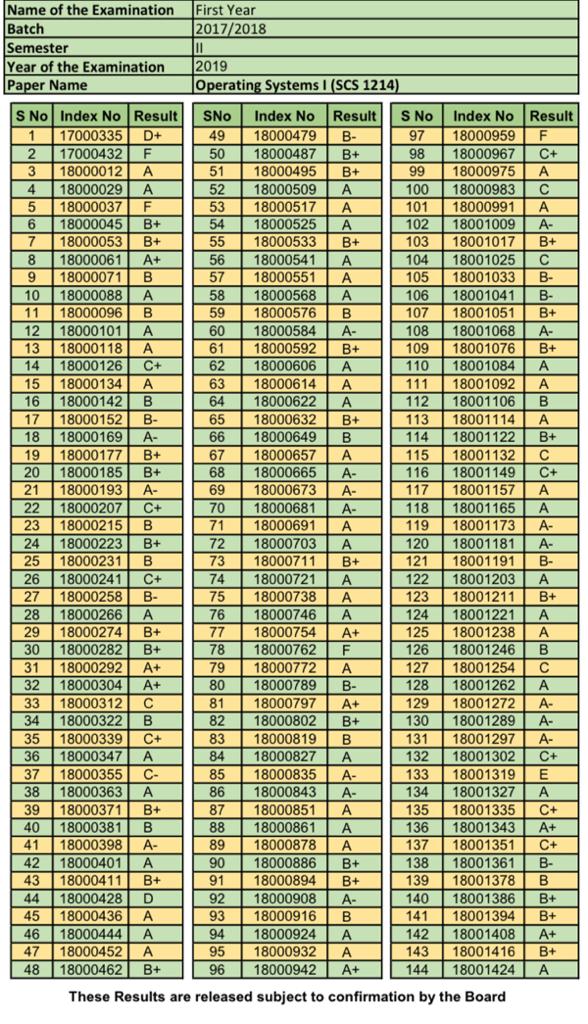 Name of the Examination First Year
Batch 2017/2018
Semester II
Year of the Examination 2019
Paper Name Operating Systems I (SCS 1214)
S No Index No Result SNo Index No Result S No Index No Result
1 17000335 D+ 49 18000479 B- 97 18000959 F
2 17000432 F 50 18000487 B+ 98 18000967 C+
3 18000012 A 51 18000495 B+ 99 18000975 A
4 18000029 A 52 18000509 A 100 18000983 C
5 18000037 F 53 18000517 A 101 18000991 A
6 18000045 B+ 54 18000525 A 102 18001009 A-
7 18000053 B+ 55 18000533 B+ 103 18001017 B+
8 18000061 A+ 56 18000541 A 104 18001025 C
9 18000071 B 57 18000551 A 105 18001033 B-
10 18000088 A 58 18000568 A 106 18001041 B-
11 18000096 B 59 18000576 B 107 18001051 B+
12 18000101 A 60 18000584 A- 108 18001068 A-
13 18000118 A 61 18000592 B+ 109 18001076 B+
14 18000126 C+ 62 18000606 A 110 18001084 A
15 18000134 A 63 18000614 A 111 18001092 A
16 18000142 B 64 18000622 A 112 18001106 B
17 18000152 B- 65 18000632 B+ 113 18001114 A
18 18000169 A- 66 18000649 B 114 18001122 B+
19 18000177 B+ 67 18000657 A 115 18001132 C
20 18000185 B+ 68 18000665 A- 116 18001149 C+
21 18000193 A- 69 18000673 A- 117 18001157 A
22 18000207 C+ 70 18000681 A- 118 18001165 A
23 18000215 B 71 18000691 A 119 18001173 A-
24 18000223 B+ 72 18000703 A 120 18001181 A-
25 18000231 B 73 18000711 B+ 121 18001191 B-
26 18000241 C+ 74 18000721 A 122 18001203 A
27 18000258 B- 75 18000738 A 123 18001211 B+
28 18000266 A 76 18000746 A 124 18001221 A
29 18000274 B+ 77 18000754 A+ 125 18001238 A
30 18000282 B+ 78 18000762 F 126 18001246 B
31 18000292 A+ 79 18000772 A 127 18001254 C
32 18000304 A+ 80 18000789 B- 128 18001262 A
33 18000312 C 81 18000797 A+ 129 18001272 A-
34 18000322 B 82 18000802 B+ 130 18001289 A-
35 18000339 C+ 83 18000819 B 131 18001297 A-
36 18000347 A 84 18000827 A 132 18001302 C+
37 18000355 C- 85 18000835 A- 133 18001319 E
38 18000363 A 86 18000843 A- 134 18001327 A
39 18000371 B+ 87 18000851 A 135 18001335 C+
40 18000381 B 88 18000861 A 136 18001343 A+
41 18000398 A- 89 18000878 A 137 18001351 C+
42 18000401 A 90 18000886 B+ 138 18001361 B-
43 18000411 B+ 91 18000894 B+ 139 18001378 B
44 18000428 D 92 18000908 A- 140 18001386 B+
45 18000436 A 93 18000916 B 141 18001394 B+
46 18000444 A 94 18000924 A 142 18001408 A+
47 18000452 A 95 18000932 A 143 18001416 B+
48 18000462 B+ 96 18000942 A+ 144 18001424 A
These Results are released subject to confirmation by the Board